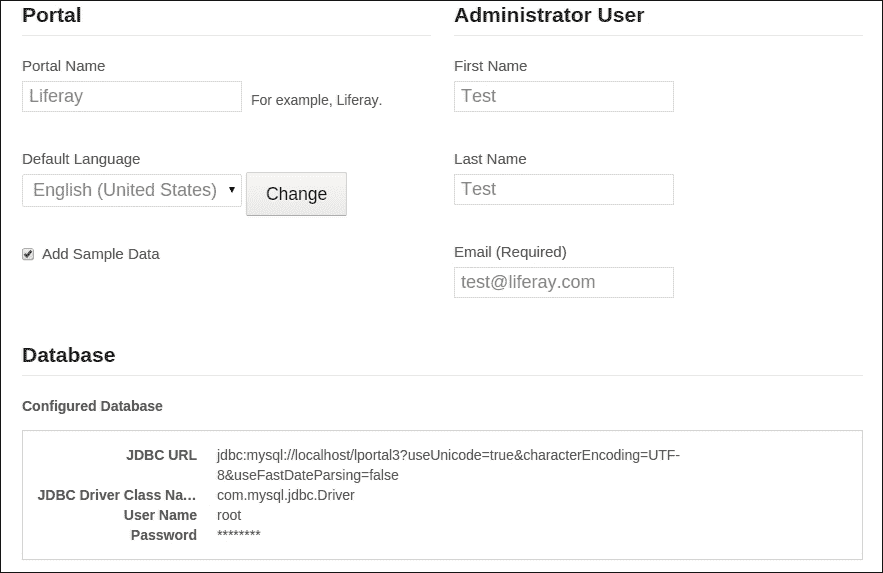 Portal
Portal Name
Liferay
For example, Liferay.
Default Language
English (United States)
Change
Add Sample Data
Administrator User
First Name
Test
Last Name
Test
Email (Required)
test@liferay.com
Database
Configured Database
JDBC URL jdbc:mysql://localhost/lportal3?useUnicode=true&characterEncoding=UTF-
8&useFastDateParsing=false
JDBC Driver Class Na... com.mysql.jdbc.Driver
User Name root
Password ********